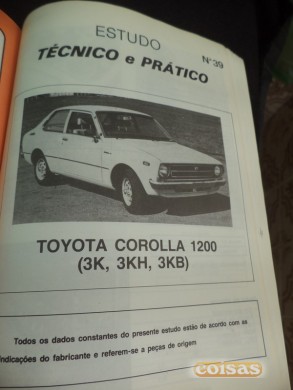 ESTUDO
TÉCNICO e PRÁTICO
N°39
TOYOTA COROLLA 1200
(3K, 3KH, 3KB)
Todos os dados constantes do presente estudo estão de acordo com as
indicações do fabricante e referem-se a peças de origem
coisas